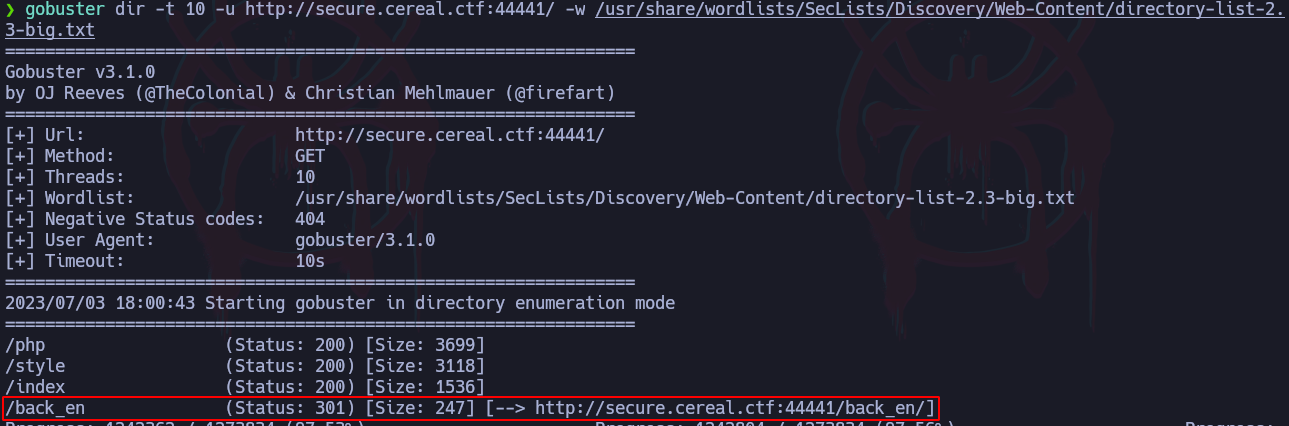 ❯ gobuster dir -t 10 -u http://secure.cereal.ctf:44441/ -w /usr/share/wordlists/SecLists/Discovery/Web-Content/directory-list-2.
3-big.txt
===============================================================
Gobuster v3.1.0
by OJ Reeves (@TheColonial) & Christian Mehlmauer (@firefart)
===============================================================
[+] Url:                     http://secure.cereal.ctf:44441/
[+] Method:                  GET
[+] Threads:                 10
[+] Wordlist:                /usr/share/wordlists/SecLists/Discovery/Web-Content/directory-list-2.3-big.txt
[+] Negative Status codes:   404
[+] User Agent:              gobuster/3.1.0
[+] Timeout:                 10s
===============================================================
2023/07/03 18:00:43 Starting gobuster in directory enumeration mode
===============================================================
/php                  (Status: 200) [Size: 3699]
/style                (Status: 200) [Size: 3118]
/index                (Status: 200) [Size: 1536]
/back_en              (Status: 301) [Size: 247] [--> http://secure.cereal.ctf:44441/back_en/]